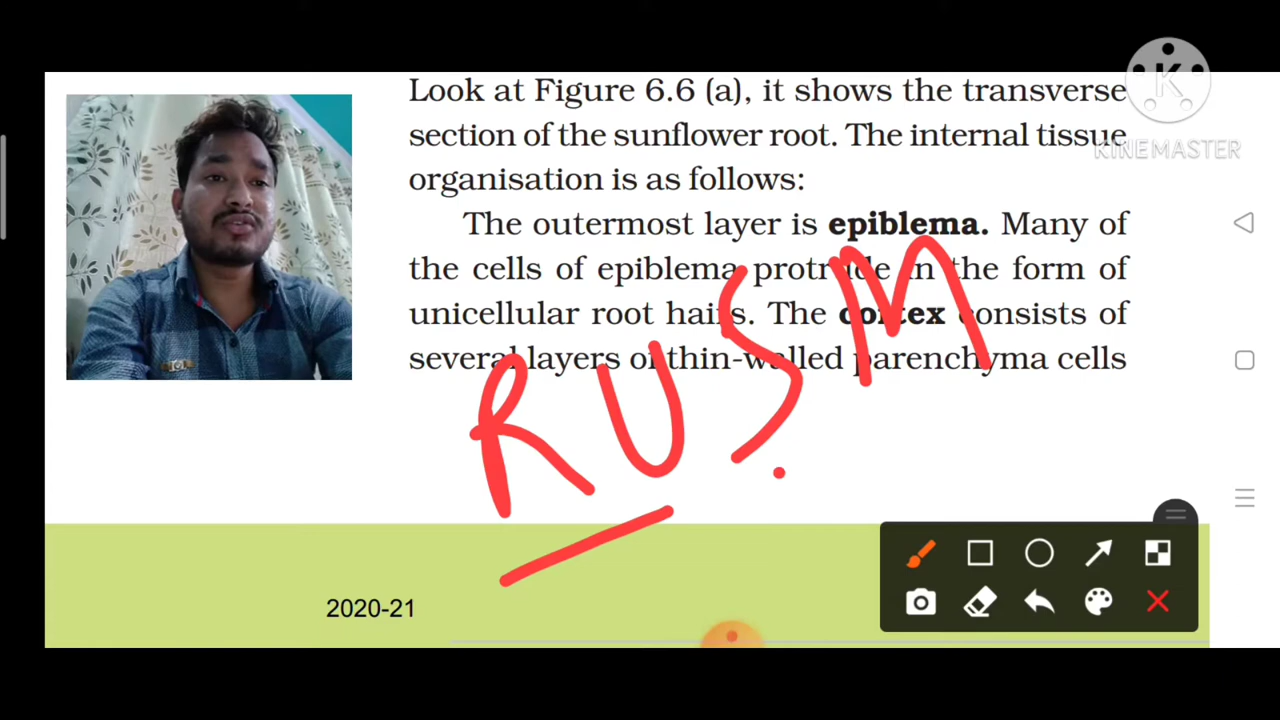 Look at Figure 6.6 (a), it shows the transverse
section of the sunflower root. The internal tissue
organisation is as follows:
The outermost layer is epiblema. Many of
the cells of epiblema protrude in the form of
unicellular root hairs. The cortex consists of
several layers of thin-walled parenchyma cells
RUSM
2020-21
K
KINEMASTER